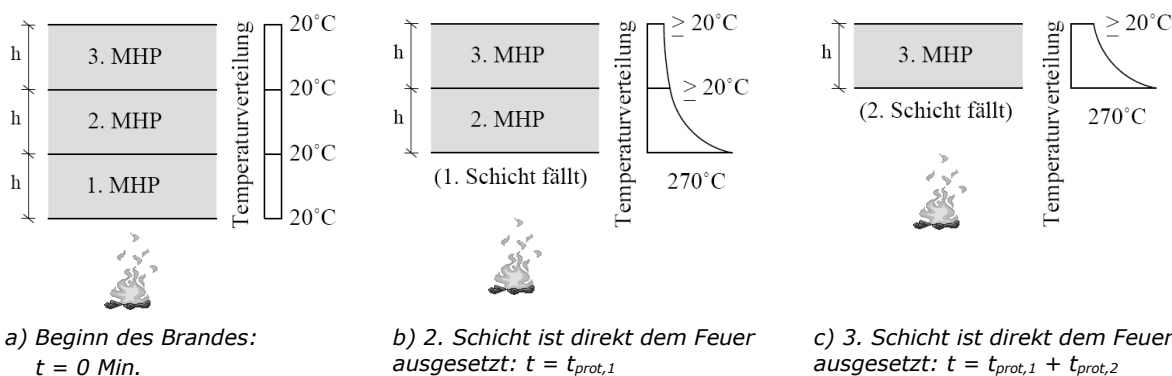 h
3. MHP
h
2. MHP
h
1. MHP
Temperaturverteilung
20°C
20°C
20°C
20°C
a) Beginn des Brandes:
t = 0 Min.
h
3. MHP
h
2. MHP
(1. Schicht fällt)
Temperaturverteilung
≥ 20°C
≥ 20°C
270°C
b) 2. Schicht ist direkt dem Feuer
ausgesetzt: t = tprot,1
h
3. MHP
(2. Schicht fällt)
Temperaturverteilung
≥ 20°C
270°C
c) 3. Schicht ist direkt dem Feuer
ausgesetzt: t = tprot,1 + tprot,2